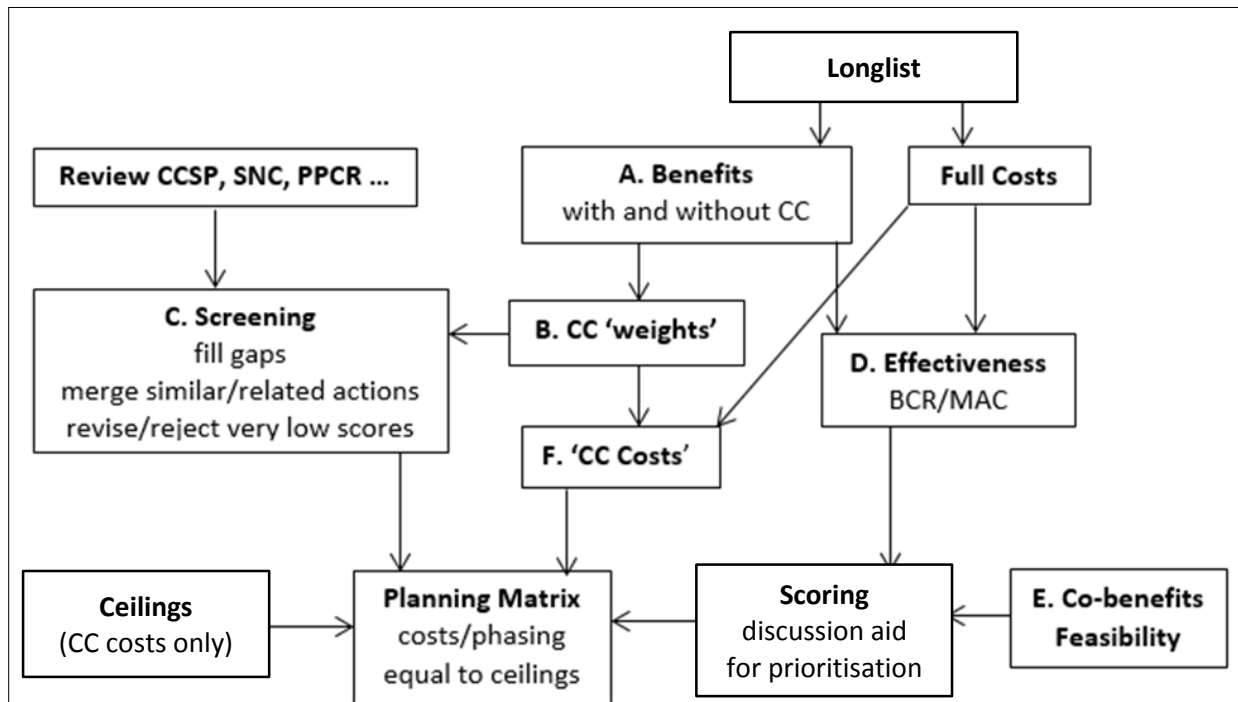 Longlist
Review CCSP, SNC, PPCR ...
A. Benefits
with and without CC
Full Costs
C. Screening
fill gaps
merge similar/related actions
revise/reject very low scores
B. CC ‘weights’
D. Effectiveness
BCR/MAC
F. ‘CC Costs’
Ceilings
(CC costs only)
Planning Matrix
costs/phasing
equal to ceilings
Scoring
discussion aid
for prioritisation
E. Co-benefits
Feasibility